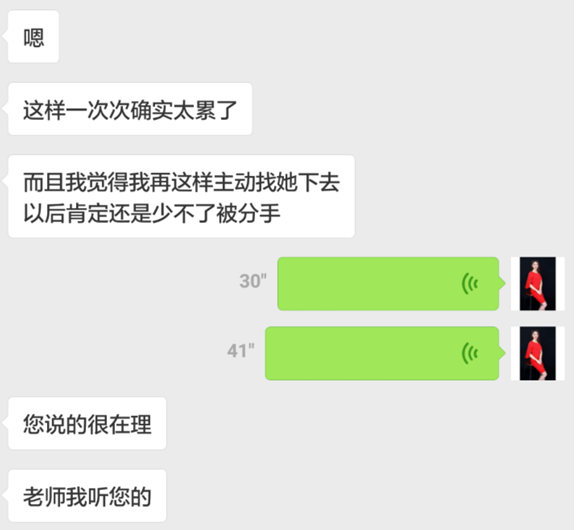 嗯
这样一次次确实太累了
而且我觉得我再这样主动找她下去
以后肯定还是少不了被分手
30"
41"
您说的很在理
老师我听您的